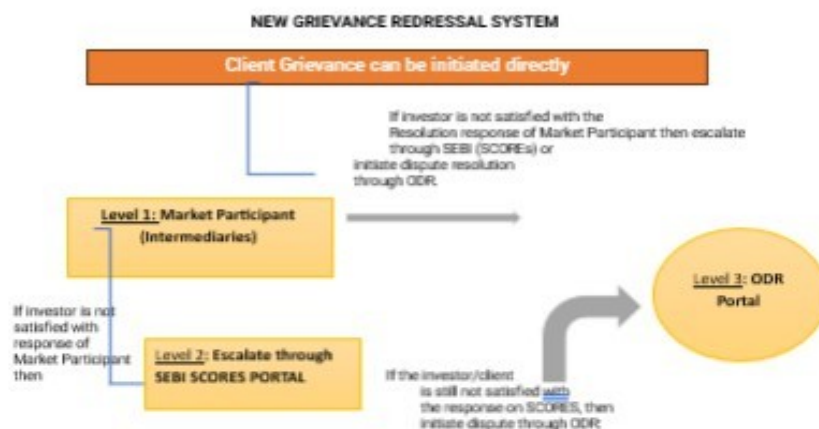 NEW GRIEVANCE REDRESSAL SYSTEM
Client Grievance can be initiated directly
If investor is not satisfied with the
Resolution response of Market Participant then escalate
through SEBI (SCOREs) or
initiate dispute resolution
through ODR.
Level 1: Market Participant
(Intermediaries)
Level 3: ODR
Portal
If investor is not
satisfied with
response of
Market Participant
then
Level 2: Escalate through
SEBI SCORES PORTAL
If the investor/client
is still not satisfied with
the response on SCORES, then
initiate dispute through ODR